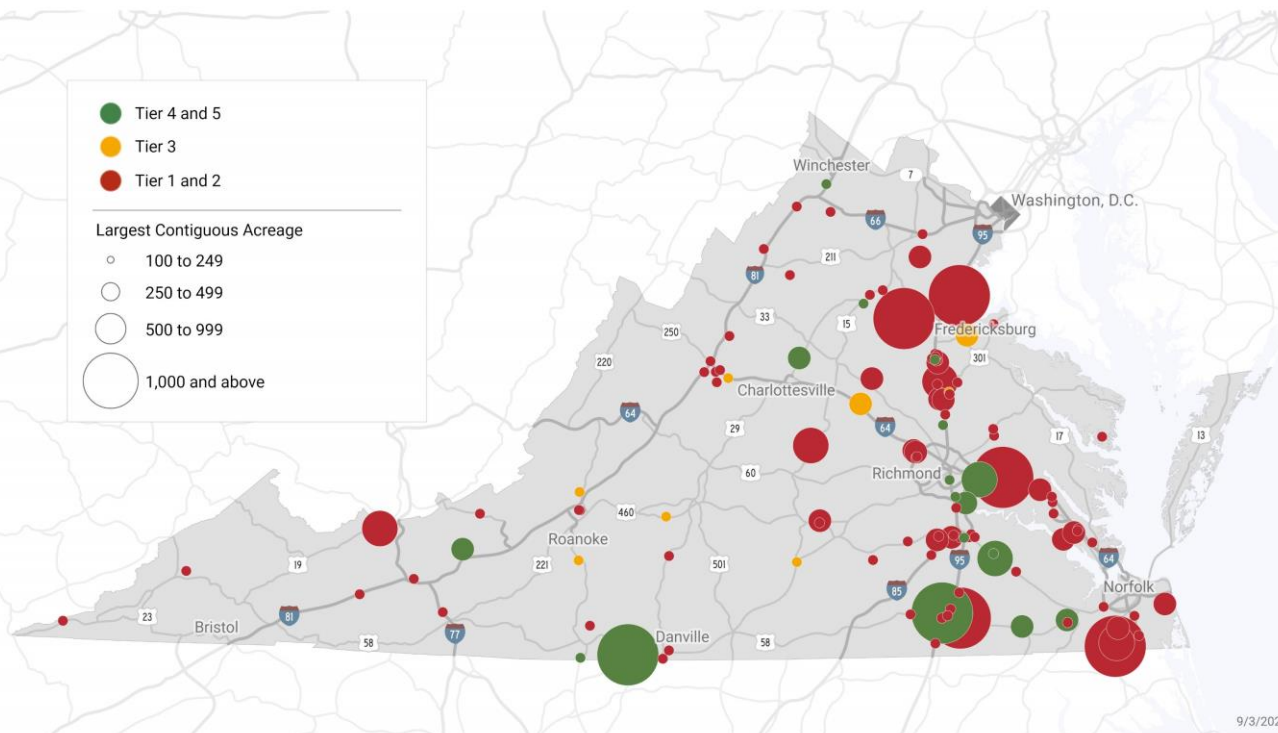 Tier 4 and 5
Tier 3
Tier 1 and 2
Largest Contiguous Acreage
100 to 249
250 to 499
500 to 999
1,000 and above
Winchester
7
Washington, D.C.
66
95
211
81
33
15
Fredericksburg
250
301
220
Charlottesville
64
29
64
17
13
60
Richmond
460
Roanoke
19
221
501
95
64
85
Norfolk
23
81
Bristol
77
58
Danville
58
9/3/202